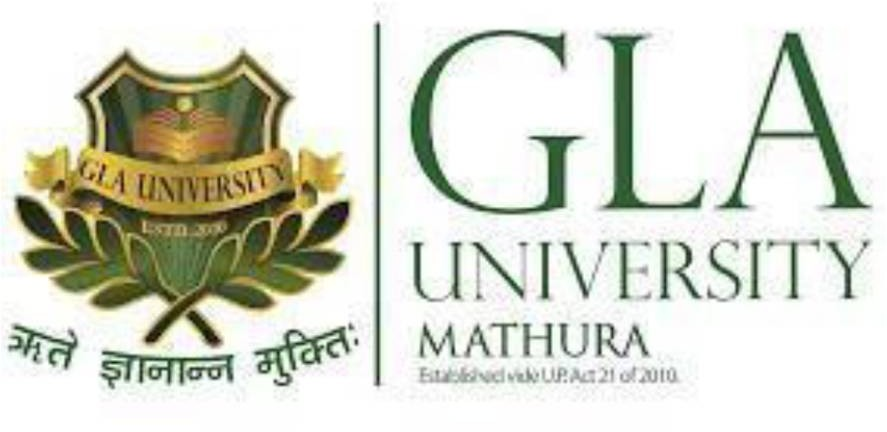 GLA UNIVERSITY
ESTD. 2010
ऋते ज्ञानान्न मुक्तिः
GLA
UNIVERSITY
MATHURA
Established vide U.P. Act 21 of 2010.